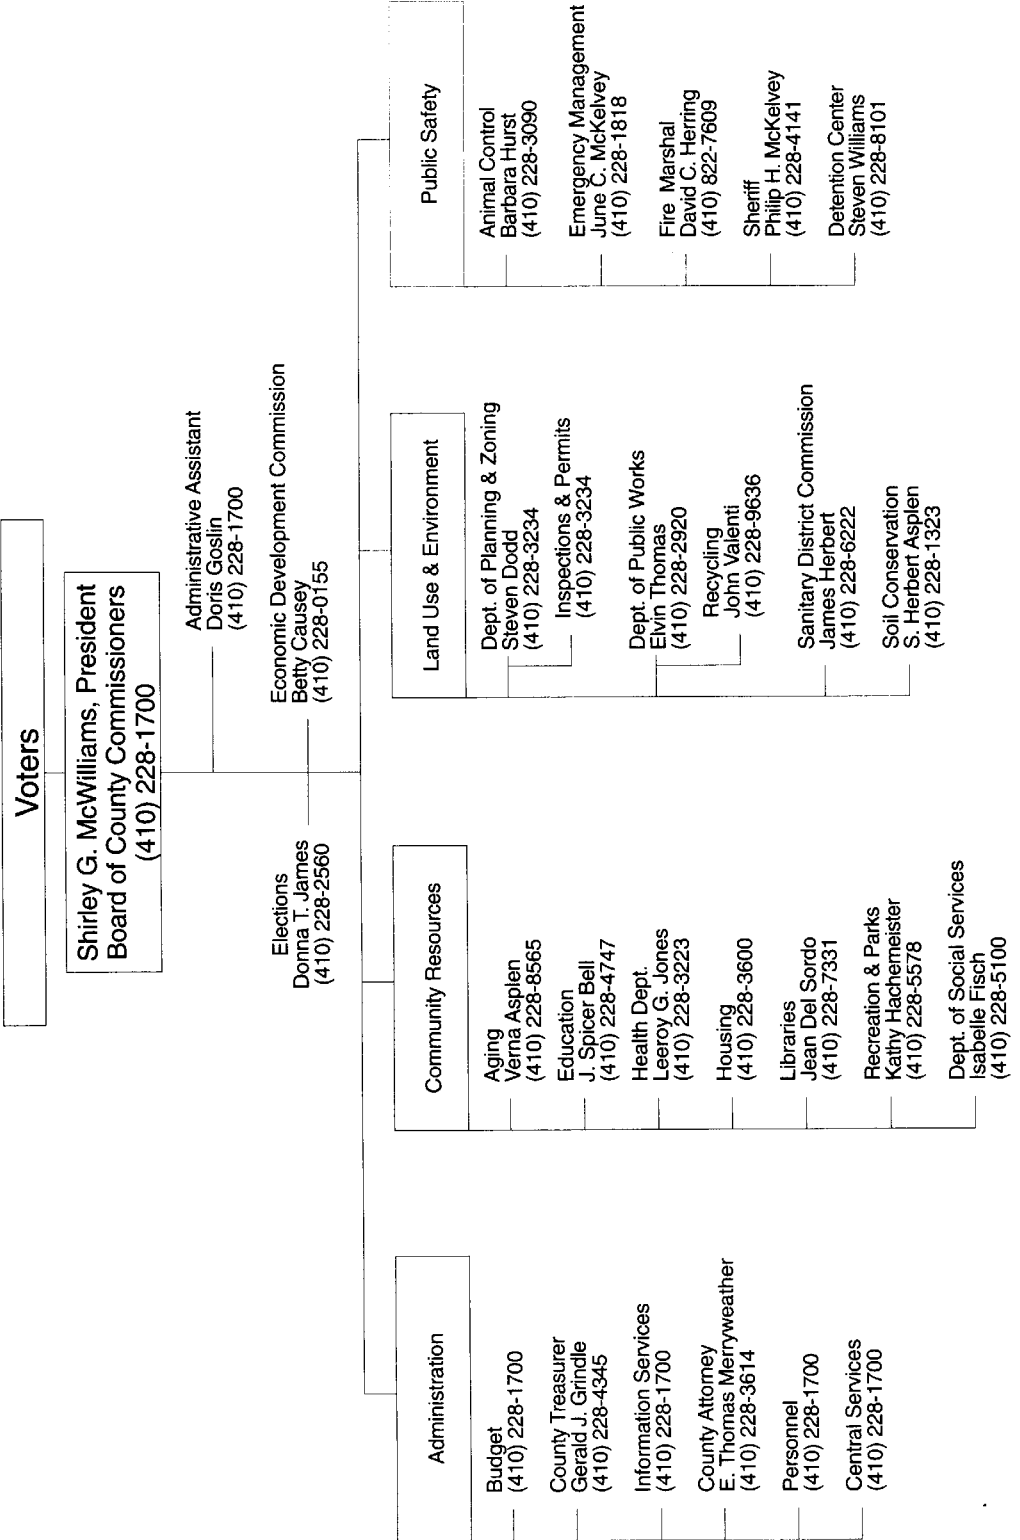 Voters
Shirley G. McWilliams, President
Board of County Commissioners
(410) 228-1700
Administrative Assistant
Doris Goslin
(410) 228-1700
Elections
Donna T. James
(410) 228-2560
Economic Development Commission
Betty Causey
(410) 228-0155
Administration
Budget
(410) 228-1700
County Treasurer
Gerald J. Grindle
(410) 228-4345
Information Services
(410) 228-1700
County Attorney
E. Thomas Merryweather
(410) 228-3614
Personnel
(410) 228-1700
Central Services
(410) 228-1700
Community Resources
Aging
Verna Asplen
(410) 228-8565
Education
J. Spicer Bell
(410) 228-4747
Health Dept.
Leeroy G. Jones
(410) 228-3223
Housing
(410) 228-3600
Libraries
Jean Del Sordo
(410) 228-7331
Recreation & Parks
Kathy Hachemeister
(410) 228-5578
Dept. of Social Services
Isabelle Fisch
(410) 228-5100
Land Use & Environment
Dept. of Planning & Zoning
Steven Dodd
(410) 228-3234
Inspections & Permits
(410) 228-3234
Dept. of Public Works
Elvin Thomas
(410) 228-2920
Recycling
John Valenti
(410) 228-9636
Sanitary District Commission
James Herbert
(410) 228-6222
Soil Conservation
S. Herbert Asplen
(410) 228-1323
Public Safety
Animal Control
Barbara Hurst
(410) 228-3090
Emergency Management
June C. McKelvey
(410) 228-1818
Fire Marshal
David C. Herring
(410) 822-7609
Sheriff
Philip H. McKelvey
(410) 228-4141
Detention Center
Steven Williams
(410) 228-8101